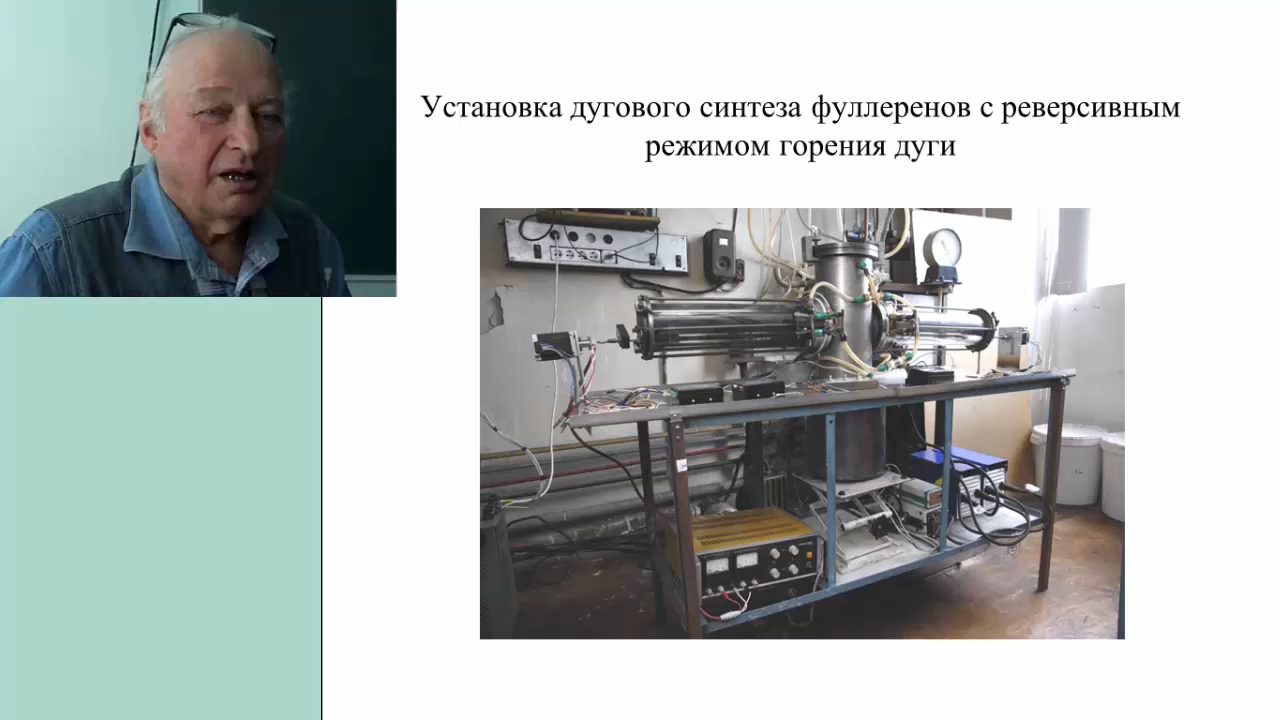 Установка дугового синтеза фуллеренов с реверсивным
режимом горения дуги